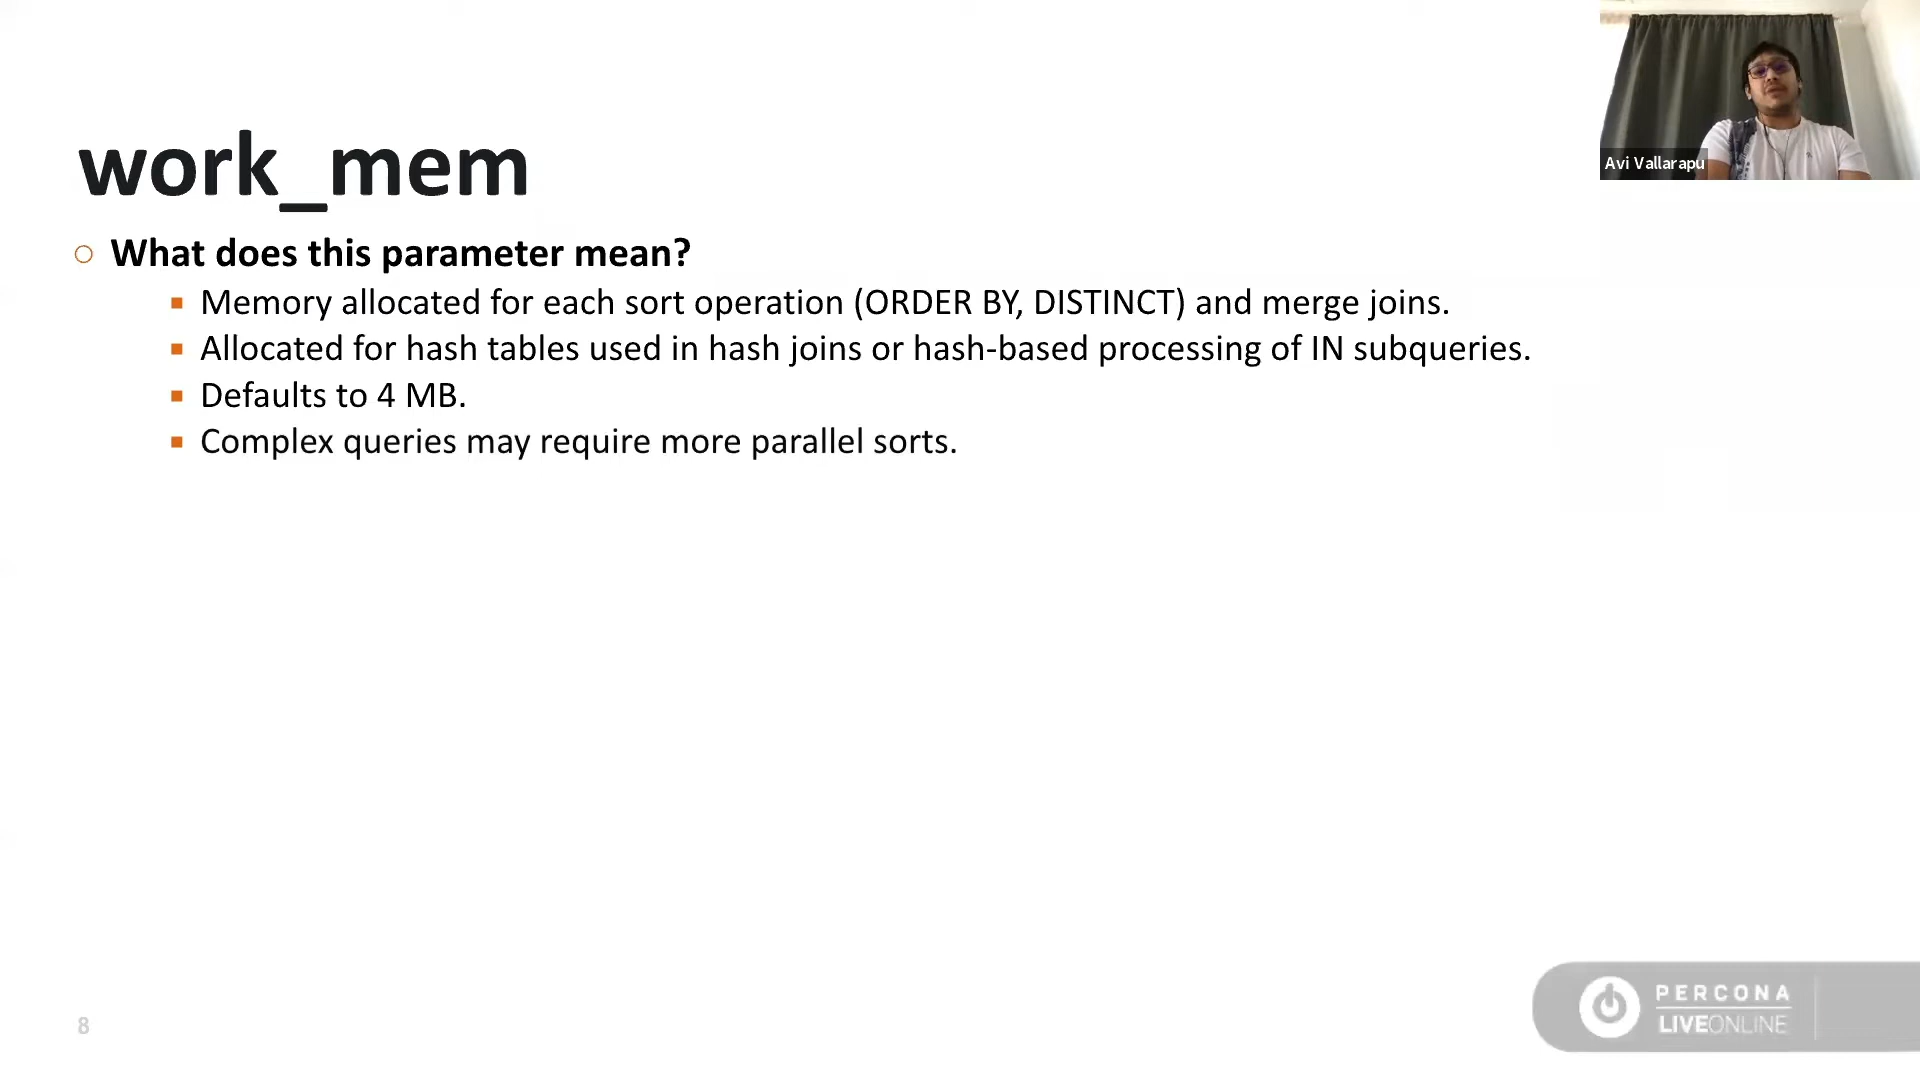 Avi Vallarapu
work_mem
What does this parameter mean?
Memory allocated for each sort operation (ORDER BY, DISTINCT) and merge joins.
Allocated for hash tables used in hash joins or hash-based processing of IN subqueries.
Defaults to 4 MB.
Complex queries may require more parallel sorts.
8
PERCONA
LIVEONLINE